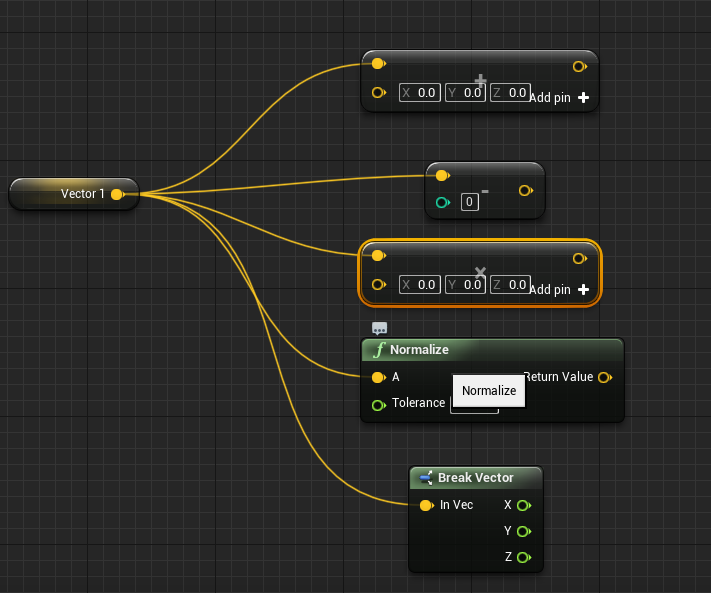 +
X 0.0 Y 0.0 Z 0.0 Add pin +
Vector 1
-
0
×
X 0.0 Y 0.0 Z 0.0 Add pin +
...
f Normalize
A Return Value
Normalize
Tolerance
Break Vector
In Vec X
Y
Z